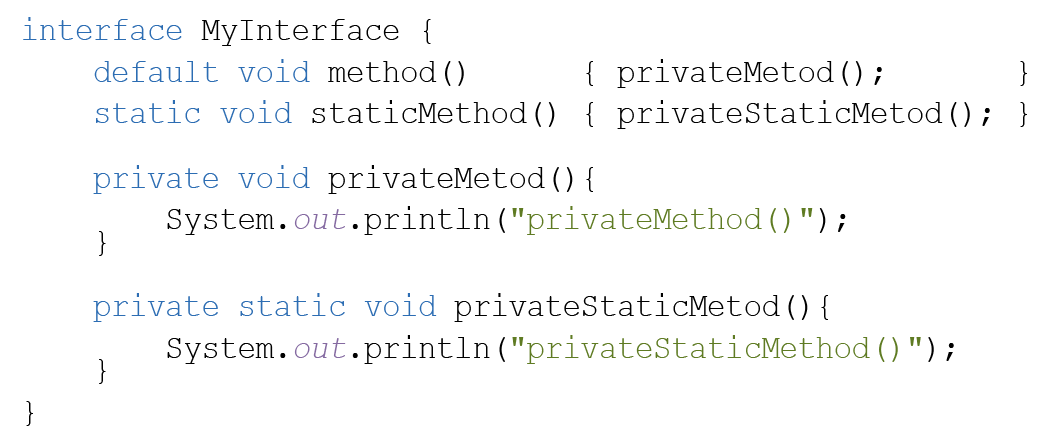 interface MyInterface {
    default void method()      { privateMetod();       }
    static void staticMethod() { privateStaticMetod(); }
    private void privateMetod(){
        System.out.println("privateMethod()");
    }
    private static void privateStaticMetod(){
        System.out.println("privateStaticMethod()");
    }
}